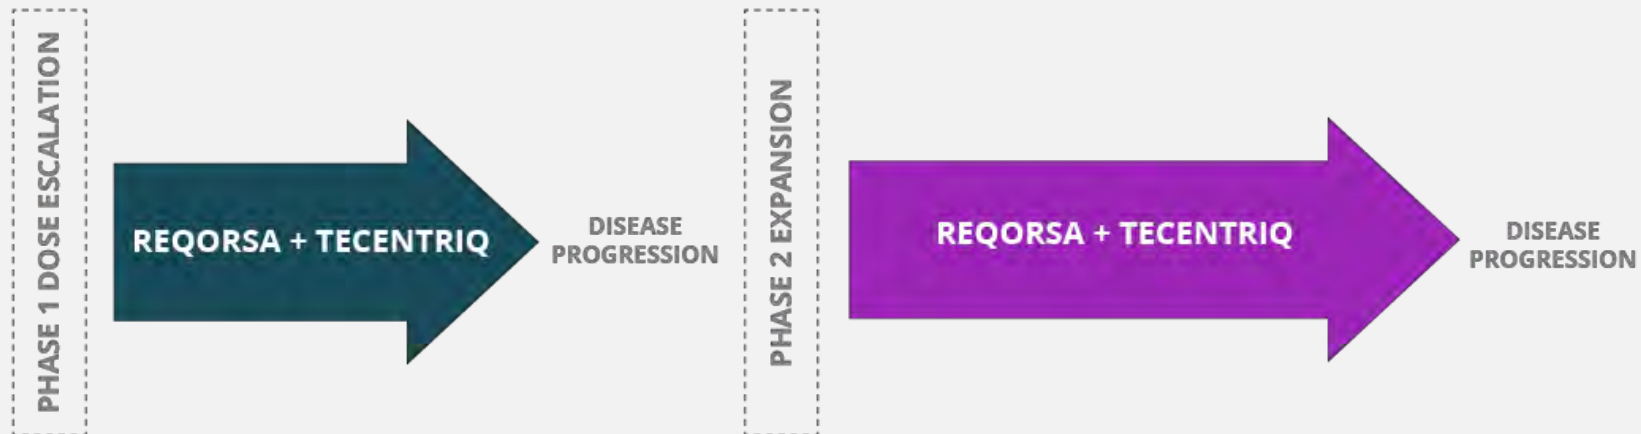 PHASE 1 DOSE ESCALATION
REQORSA + TECENTRIQ
DISEASE
PROGRESSION
PHASE 2 EXPANSION
REQORSA + TECENTRIQ
DISEASE
PROGRESSION